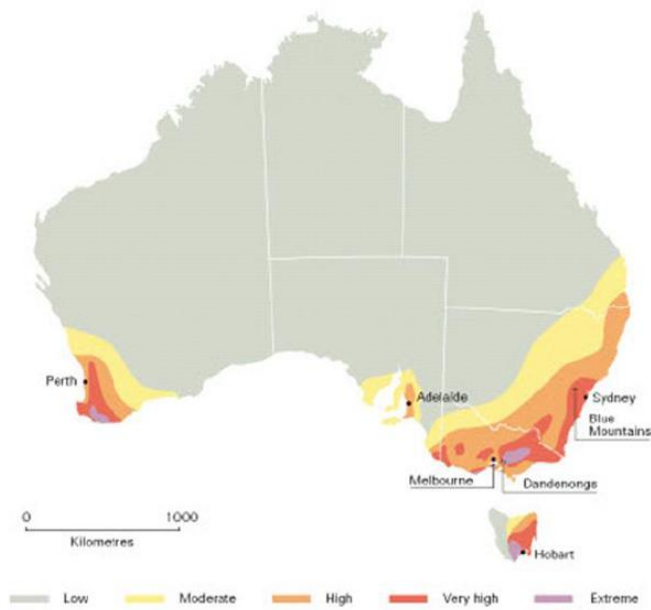 Perth
Adelaide
Sydney
Blue
Mountains
Melbourne
Dandenongs
0 1000
Kilometres
Hobart
Low Moderate High Very high Extreme